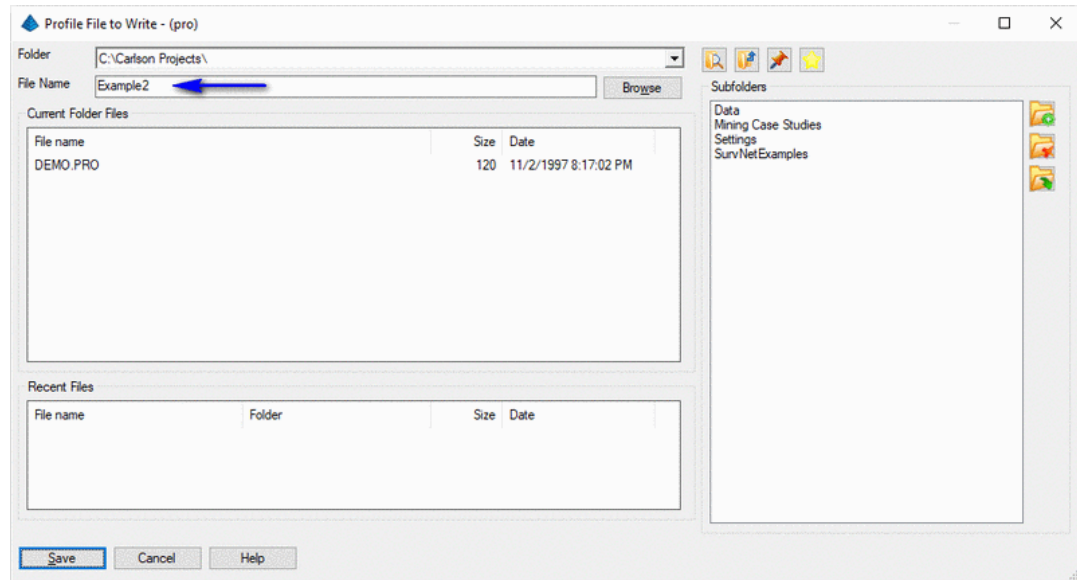 Profile File to Write - (pro)
Folder
C:\Carlson Projects\
File Name
Example2
Browse
Current Folder Files
File name Size Date
DEMO.PRO 120 11/2/1997 8:17:02 PM
Recent Files
File name Folder Size Date
Subfolders
Data
Mining Case Studies
Settings
SurvNetExamples
Save Cancel Help